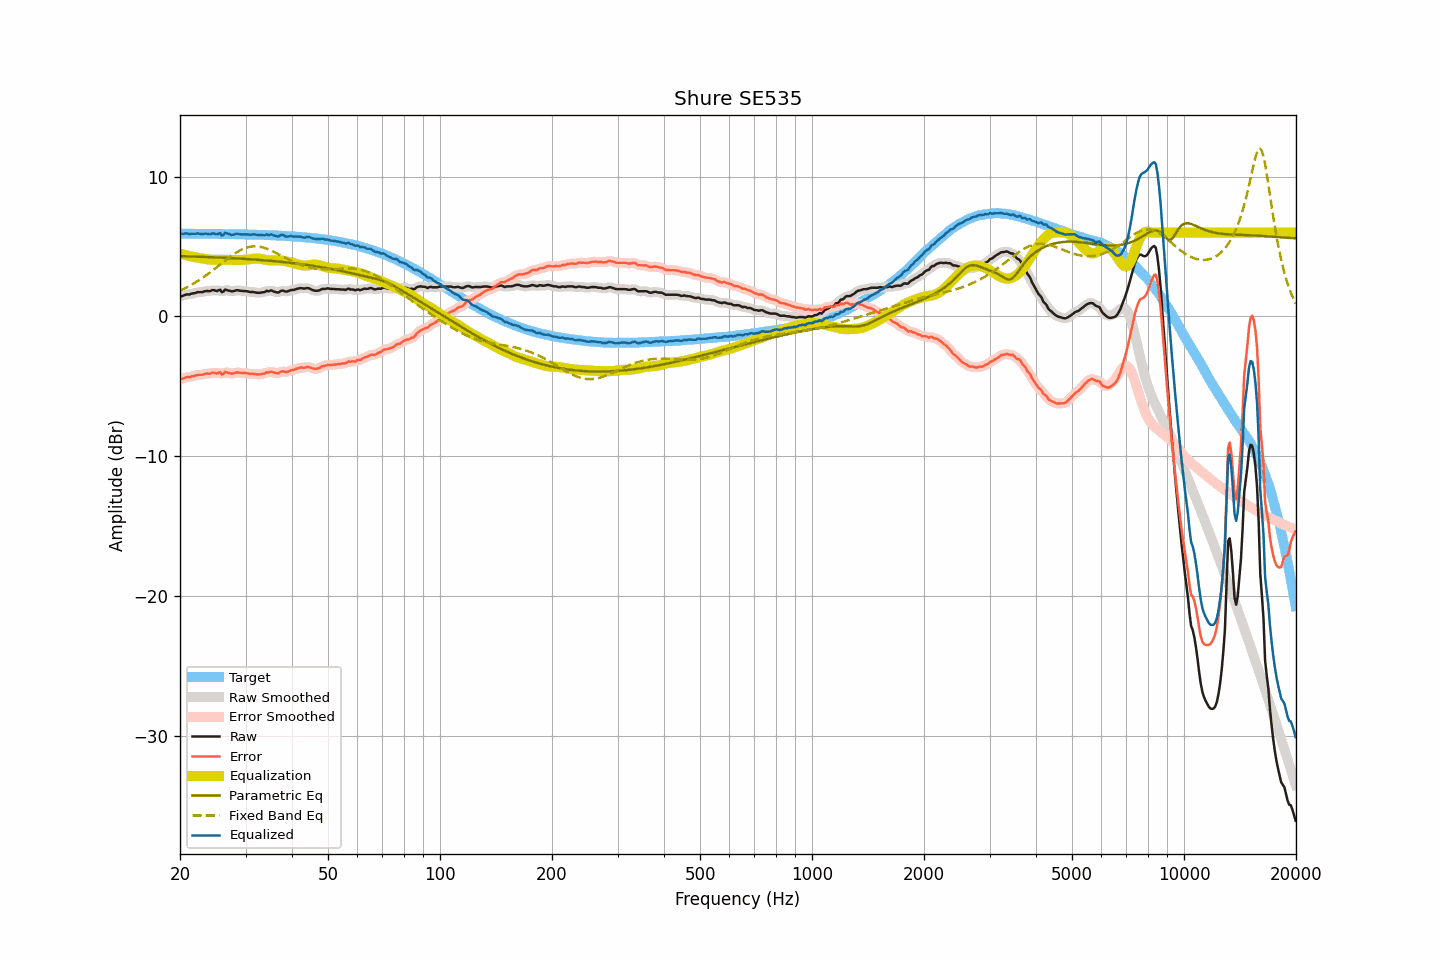 Shure SE535
Amplitude (dBr)
10
0
−10
−20
−30
Target
Raw Smoothed
Error Smoothed
Raw
Error
Equalization
Parametric Eq
Fixed Band Eq
Equalized
20 50 100 200 500 1000 2000 5000 10000 20000
Frequency (Hz)